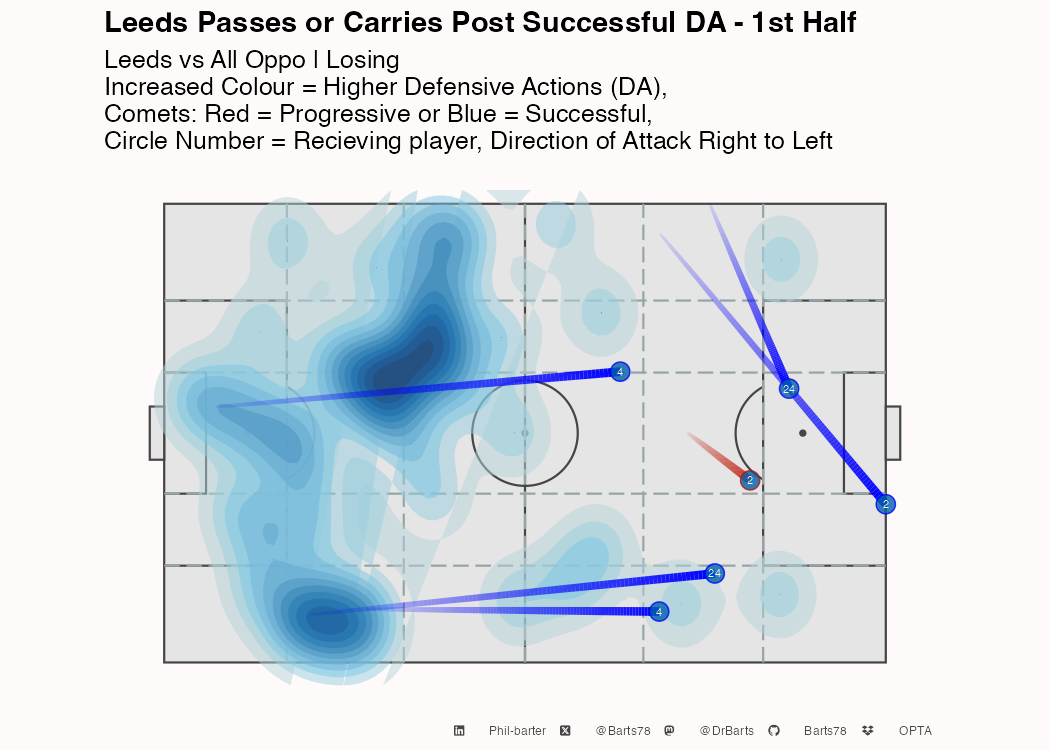 Leeds Passes or Carries Post Successful DA - 1st Half
Leeds vs All Oppo | Losing
Increased Colour = Higher Defensive Actions (DA),
Comets: Red = Progressive or Blue = Successful,
Circle Number = Recieving player, Direction of Attack Right to Left
4
24
2
2
24
4
Phil-barter @Barts78 @DrBarts Barts78 OPTA